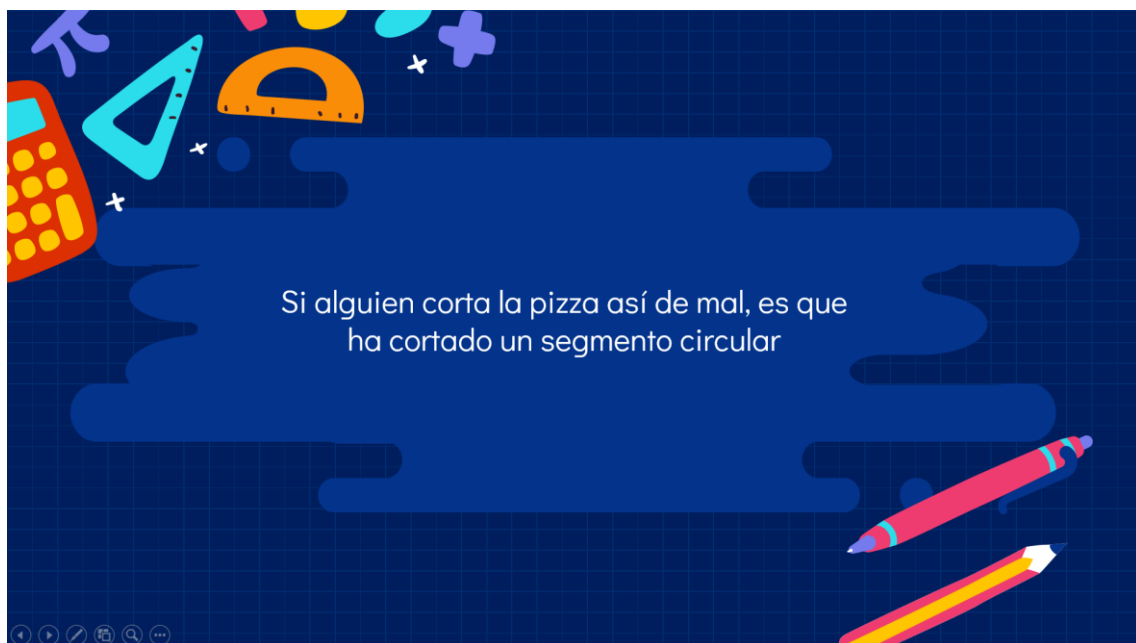 Si alguien corta la pizza así de mal, es que
ha cortado un segmento circular